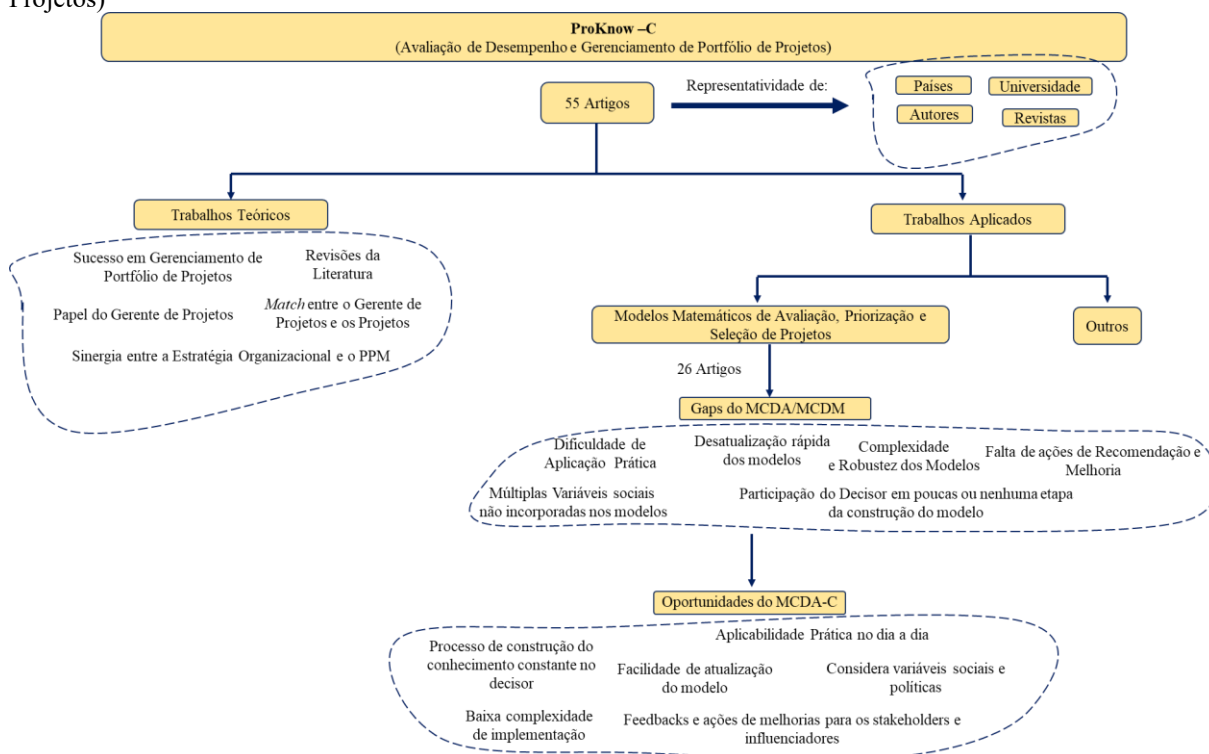 Projetos)
ProKnow –C
(Avaliação de Desempenho e Gerenciamento de Portfólio de Projetos)
55 Artigos
Representatividade de:
Países
Universidade
Autores
Revistas
Trabalhos Teóricos
Sucesso em Gerenciamento de
Portfólio de Projetos
Revisões da
Literatura
Papel do Gerente de Projetos
Match entre o Gerente de
Projetos e os Projetos
Sinergia entre a Estratégia Organizacional e o PPM
Trabalhos Aplicados
Modelos Matemáticos de Avaliação, Priorização e
Seleção de Projetos
Outros
26 Artigos
Gaps do MCDA/MCDM
Dificuldade de
Aplicação Prática
Desatualização rápida
dos modelos
Complexidade
e Robustez dos Modelos
Falta de ações de Recomendação e
Melhoria
Múltiplas Variáveis sociais
não incorporadas nos modelos
Participação do Decisor em poucas ou nenhuma etapa
da construção do modelo
Oportunidades do MCDA-C
Processo de construção do
conhecimento constante no
decisor
Aplicabilidade Prática no dia a dia
Facilidade de atualização
do modelo
Considera variáveis sociais e
políticas
Baixa complexidade
de implementação
Feedbacks e ações de melhorias para os stakeholders e
influenciadores